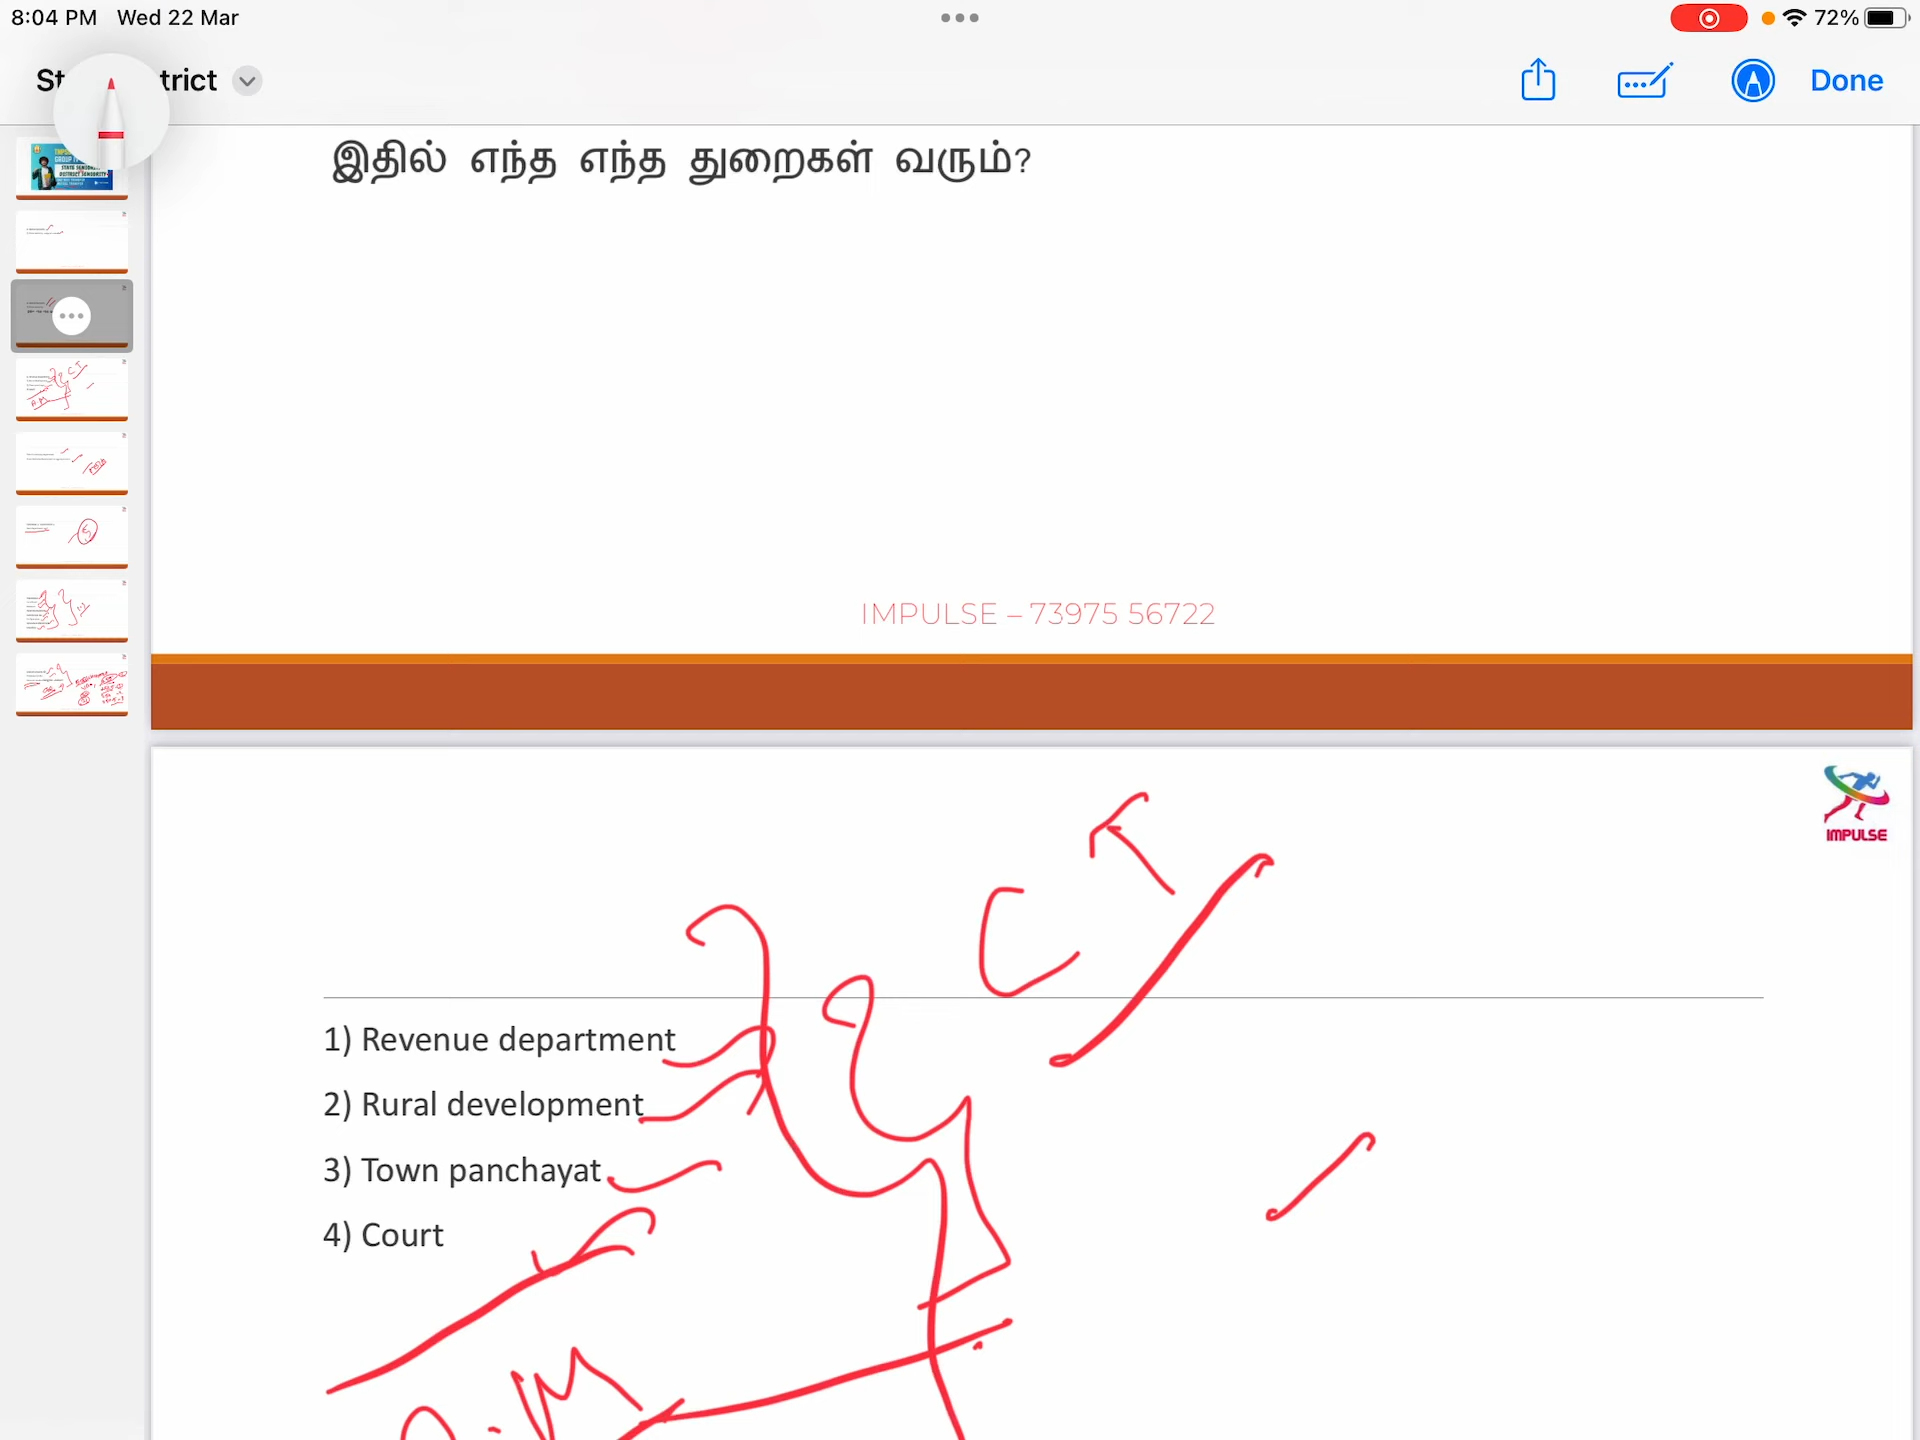 8:04 PM Wed 22 Mar
72%
trict
Done
இதில் எந்த எந்த துறைகள் வரும்?
IMPULSE – 73975 56722
IMPULSE
C T
1) Revenue department
2) Rural development
3) Town panchayat
4) Court